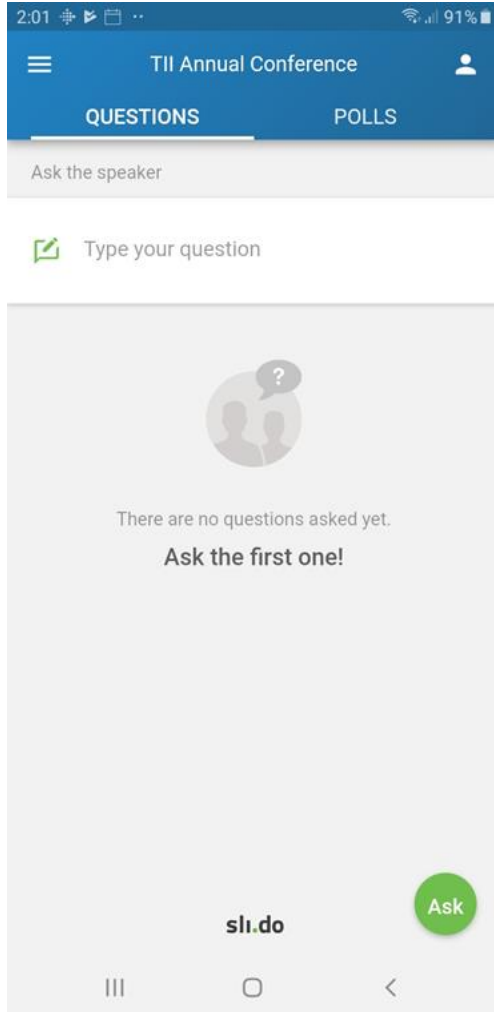 2:01
91%
TII Annual Conference
QUESTIONS
POLLS
Ask the speaker
Type your question
?
There are no questions asked yet.
Ask the first one!
Ask
slı.do